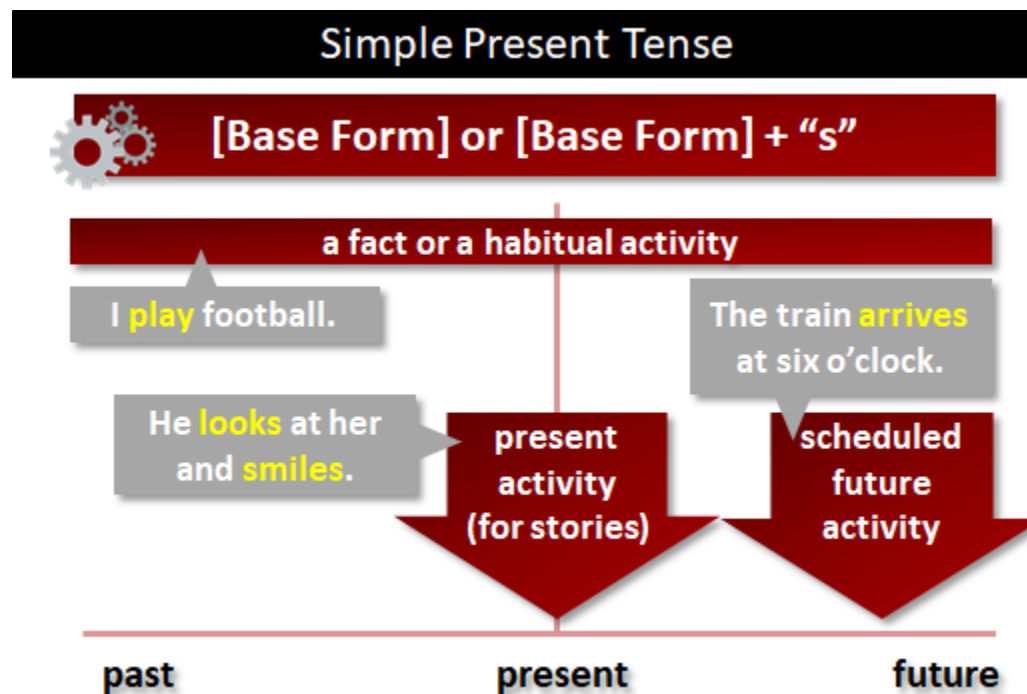 Simple Present Tense
[Base Form] or [Base Form] + “s”
a fact or a habitual activity
I play football.
The train arrives
at six o’clock.
He looks at her
and smiles.
present
activity
(for stories)
scheduled
future
activity
past
present
future